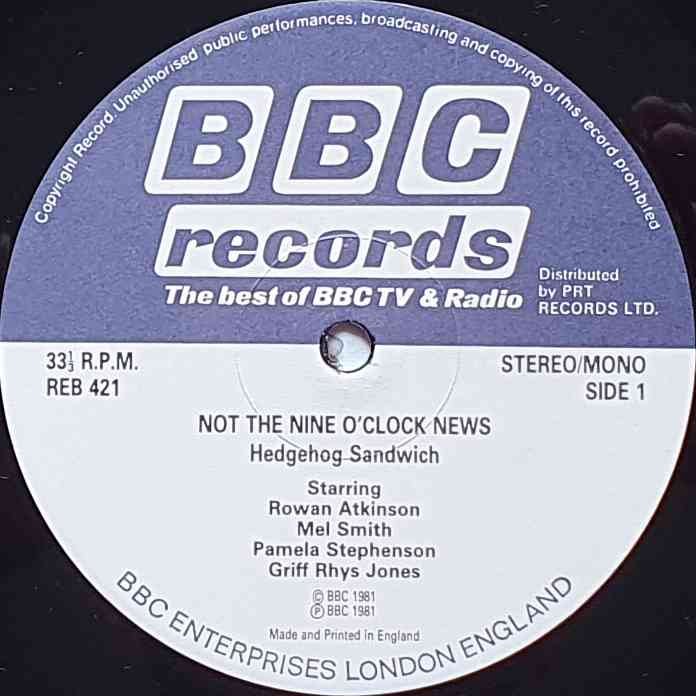 Copyright Record. Unauthorised public performances, broadcasting and copying of this record prohibited
BBC
records
The best of BBC TV & Radio
Distributed
by PRT
RECORDS LTD.
33⅓ R.P.M.
REB 421
STEREO/MONO
SIDE 1
NOT THE NINE O'CLOCK NEWS
Hedgehog Sandwich
Starring
Rowan Atkinson
Mel Smith
Pamela Stephenson
Griff Rhys Jones
© BBC 1981
℗ BBC 1981
Made and Printed in England
BBC ENTERPRISES LONDON ENGLAND